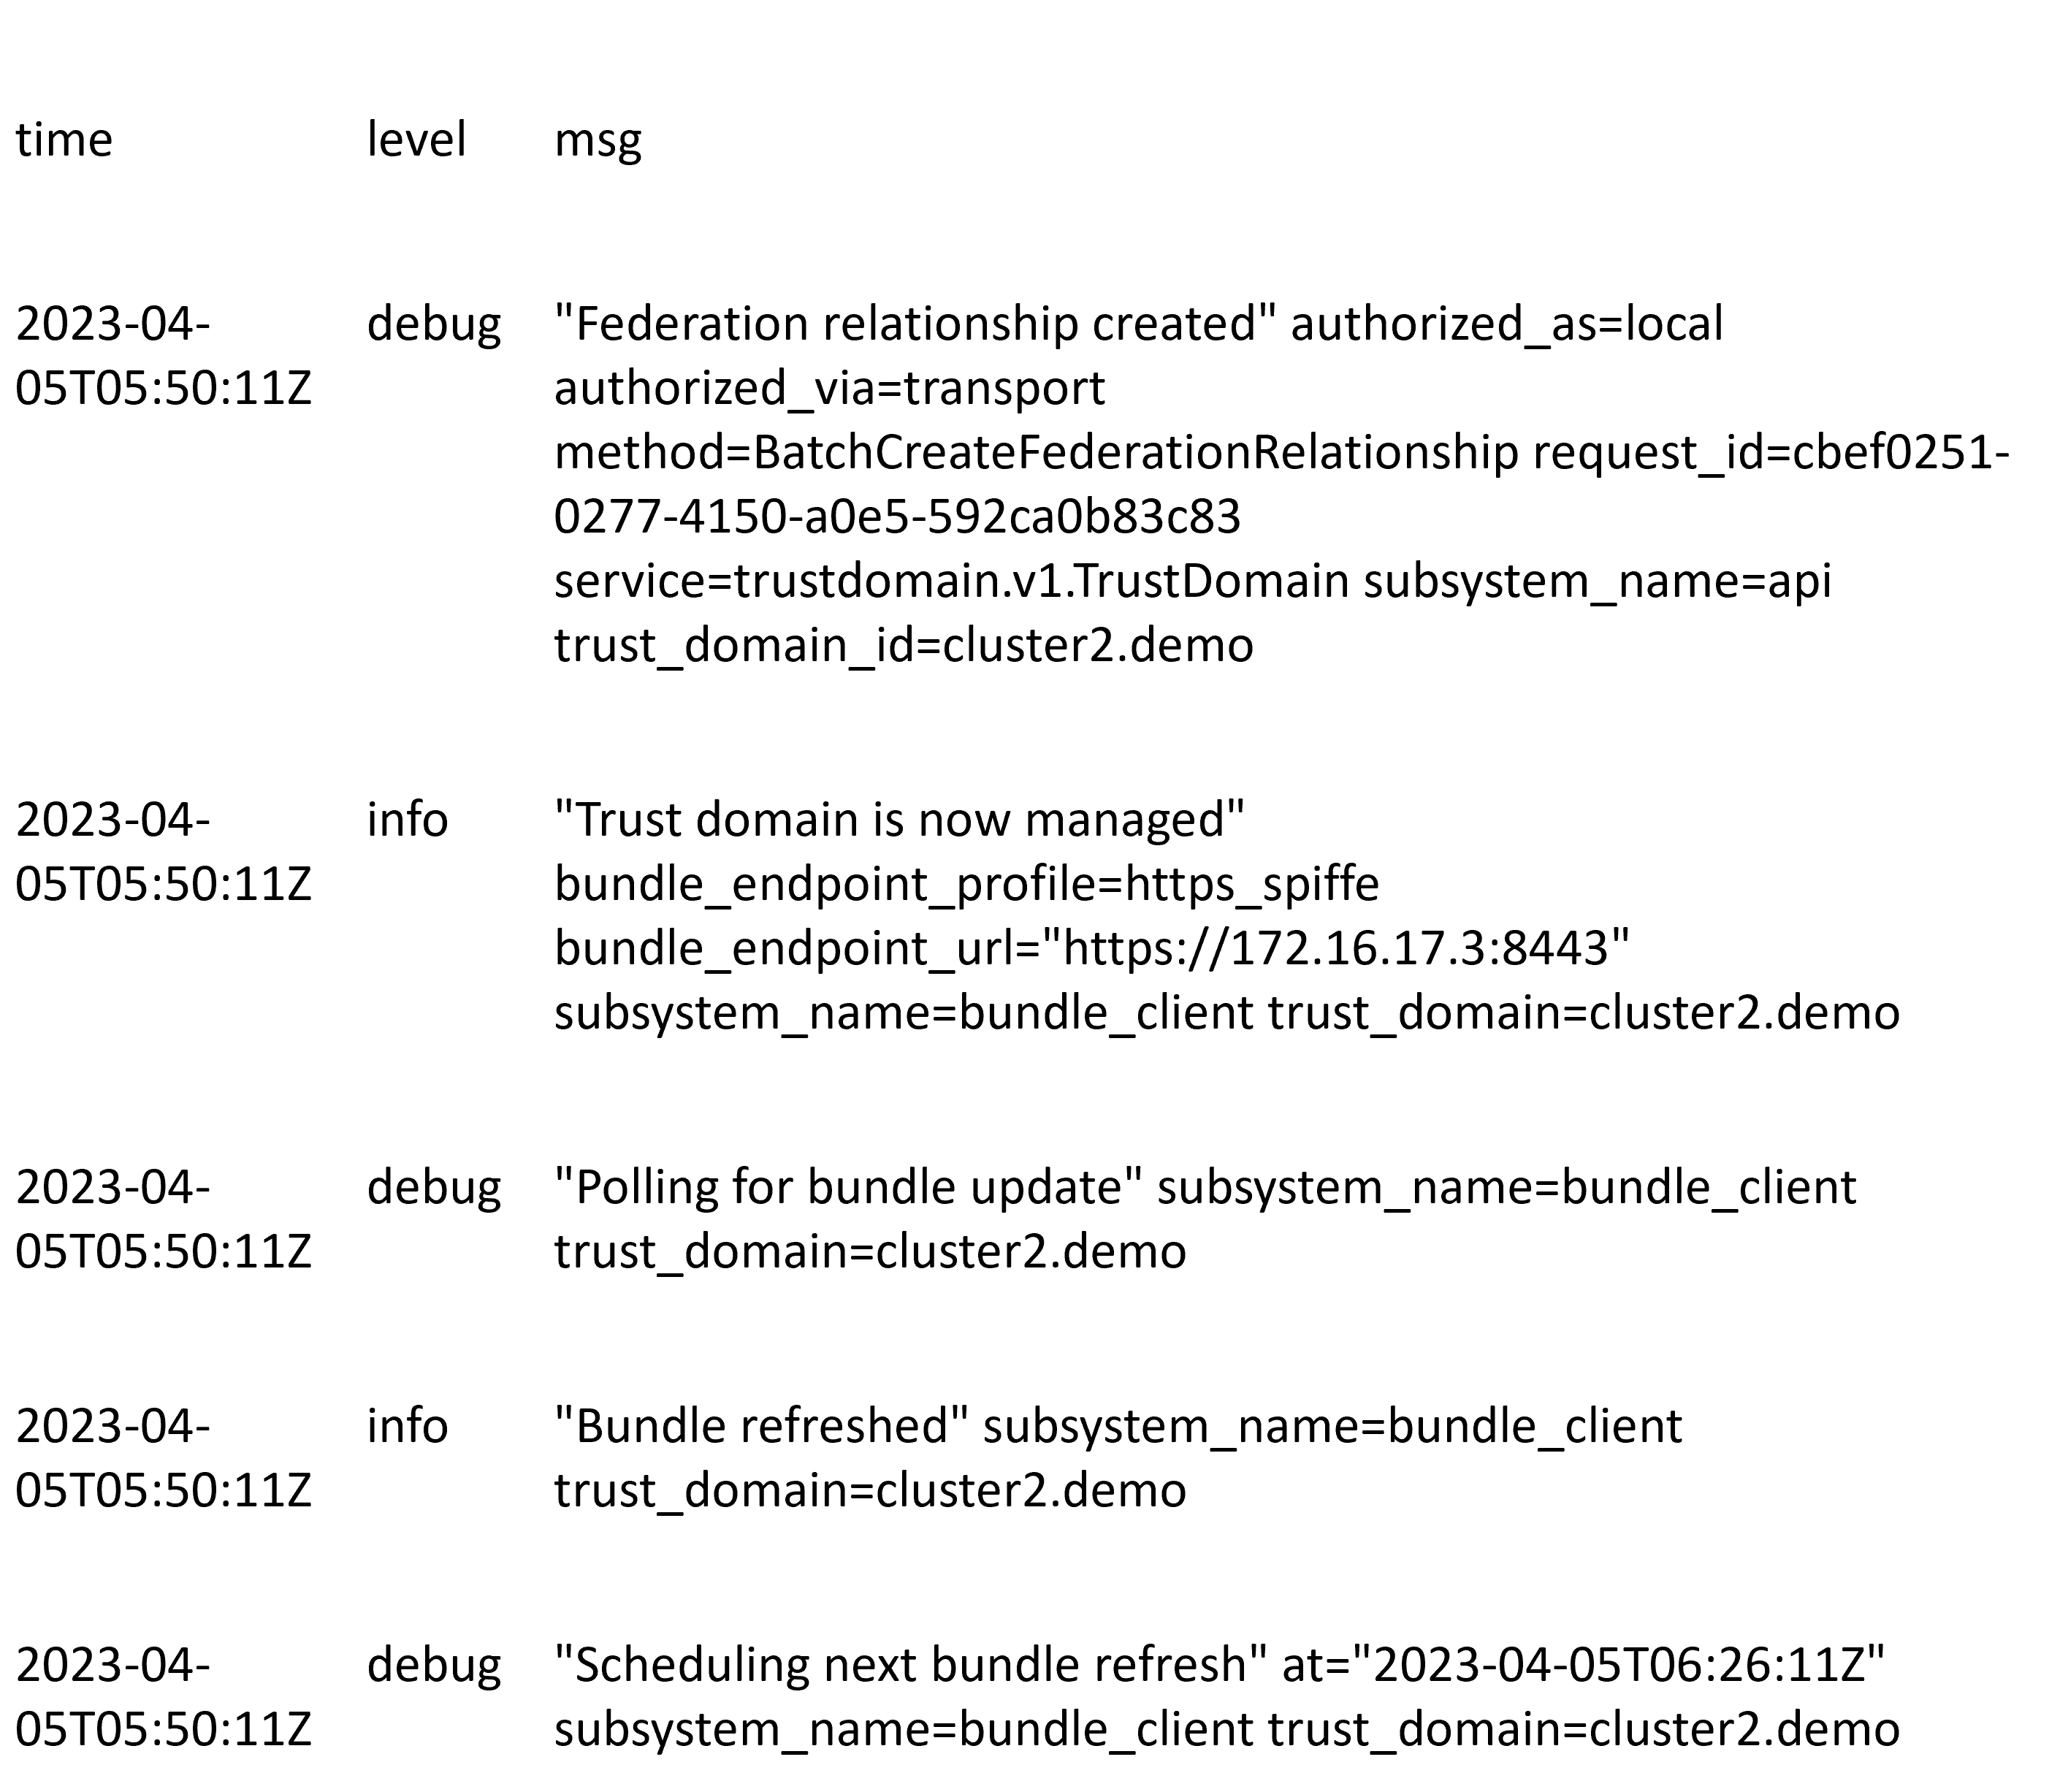 time level msg
2023-04- debug "Federation relationship created" authorized_as=local
05T05:50:11Z authorized_via=transport
method=BatchCreateFederationRelationship request_id=cbef0251-
0277-4150-a0e5-592ca0b83c83
service=trustdomain.v1.TrustDomain subsystem_name=api
trust_domain_id=cluster2.demo
2023-04- info "Trust domain is now managed"
05T05:50:11Z bundle_endpoint_profile=https_spiffe
bundle_endpoint_url="https://172.16.17.3:8443"
subsystem_name=bundle_client trust_domain=cluster2.demo
2023-04- debug "Polling for bundle update" subsystem_name=bundle_client
05T05:50:11Z trust_domain=cluster2.demo
2023-04- info "Bundle refreshed" subsystem_name=bundle_client
05T05:50:11Z trust_domain=cluster2.demo
2023-04- debug "Scheduling next bundle refresh" at="2023-04-05T06:26:11Z"
05T05:50:11Z subsystem_name=bundle_client trust_domain=cluster2.demo